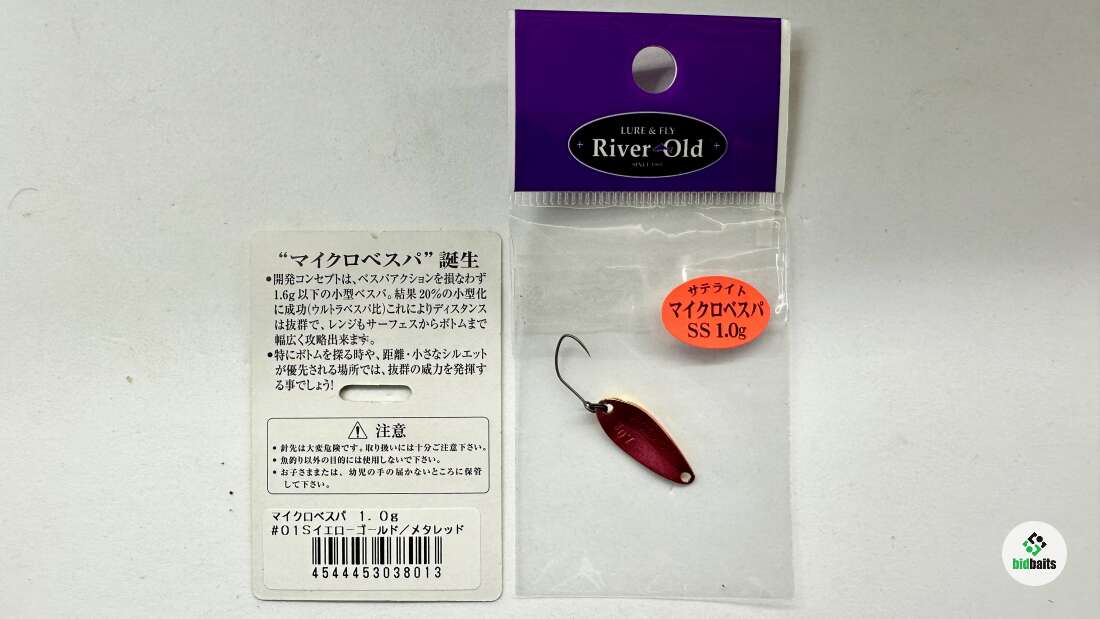 “マイクロベスパ”誕生
●開発コンセプトは、ベスパアクションを損なわず
1.6g以下の小型ベスパ。結果20%の小型化
に成功(ウルトラベスパ比)これによりディスタンス
は抜群で、レンジもサーフェスからボトムまで
幅広く攻略出来ます。
●特にボトムを探る時や、距離・小さなシルエット
が優先される場所では、抜群の威力を発揮す
る事でしょう!
注意
● 針先は大変危険です。取り扱いには十分ご注意下さい。
● 魚釣り以外の目的には使用しないで下さい。
● お子さままたは、幼児の手の届かないところに保管
して下さい。
マイクロベスパ 1.0g
#01Sイエローゴールド/メタレッド
4544453038013
LURE & FLY
River Old
サテライト
マイクロベスパ
SS 1.0g
bidbaits